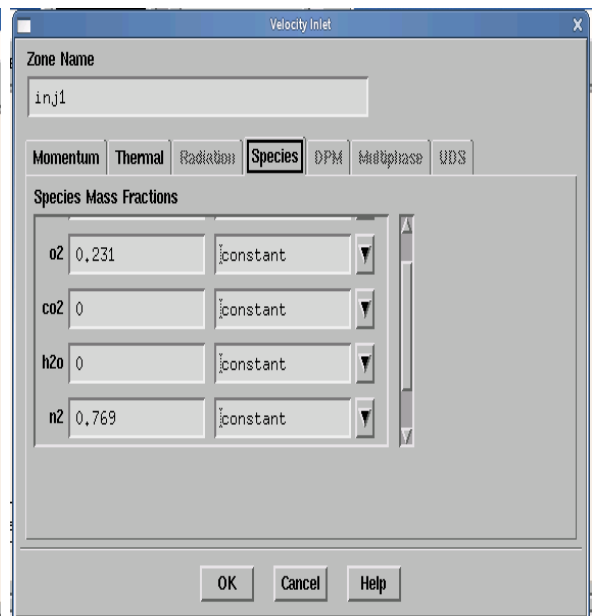 Velocity Inlet
X
Zone Name
inj1
Momentum Thermal Radiation Species DPM Multiphase UDS
Species Mass Fractions
o2 0.231 constant
co2 0 constant
h2o 0 constant
n2 0.769 constant
OK Cancel Help